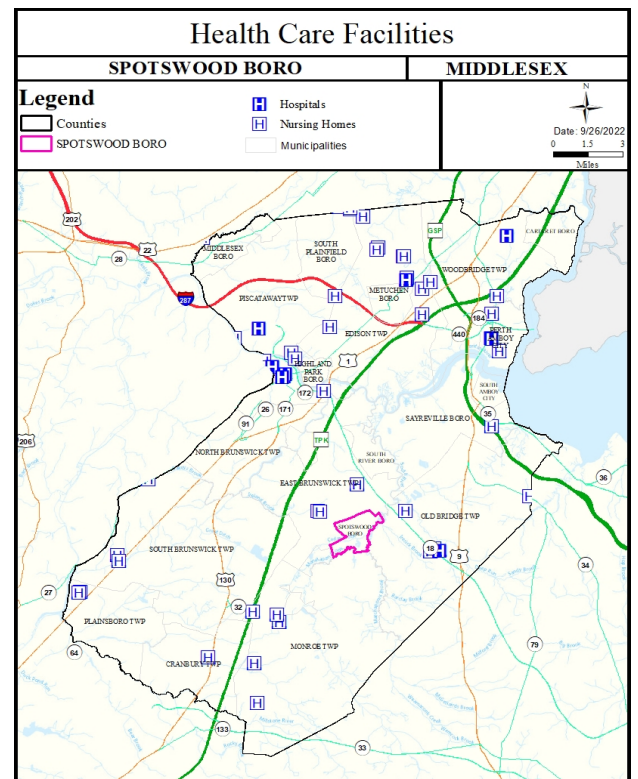 Health Care Facilities
SPOTSWOOD BORO
MIDDLESEX
Legend
Counties
SPOTSWOOD BORO
H Hospitals
H Nursing Homes
Municipalities
N
Date: 9/26/2022
0 1.5 3
Miles
202
22
28
287
MIDDLESEX
BORO
SOUTH
PLAINFIELD
BORO
GSP
CARTERET BORO
WOODBRIDGE TWP
METUCHEN
BORO
PISCATAWAY TWP
EDISON TWP
184
440
PERTH
AMBOY
1
HIGHLAND
PARK
BORO
172
26
171
91
SOUTH
AMBOY
CITY
35
SAYREVILLE BORO
206
TPK
NORTH BRUNSWICK TWP
SOUTH
RIVER BORO
36
EAST BRUNSWICK TWP
OLD BRIDGE TWP
SPOTSWOOD
BORO
SOUTH BRUNSWICK TWP
18
9
34
130
27
32
PLAINSBORO TWP
64
CRANBURY TWP
MONROE TWP
79
133
33